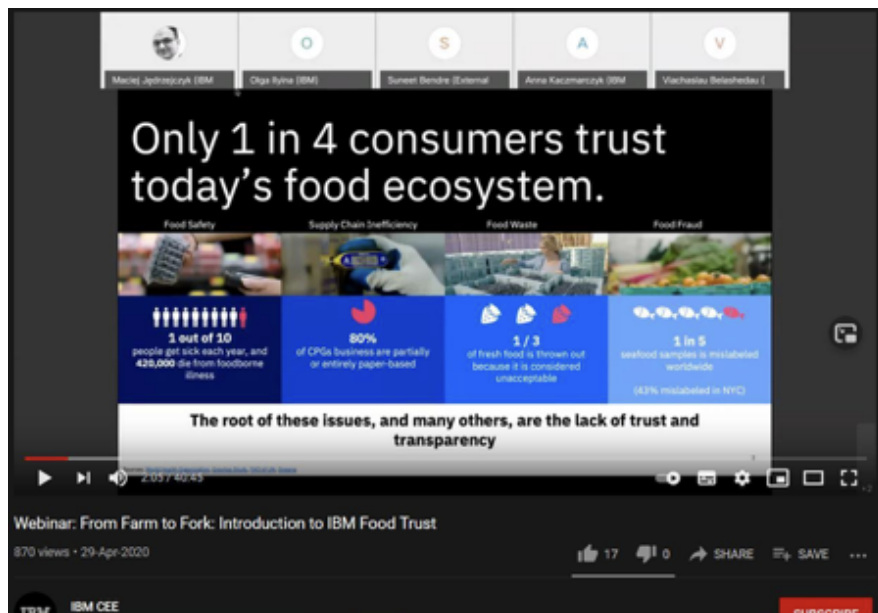 O
S
A
V
Maciej Jędrzejczyk (IBM
Olga Ilyina (IBM)
Suneet Bendre (External
Anna Kaczmarczyk (IBM
Viachaslau Belashedau (
Only 1 in 4 consumers trust
today's food ecosystem.
Food Safety
Supply Chain Inefficiency
Food Waste
Food Fraud
1 out of 10
people get sick each year, and
420,000 die from foodborne
illness
80%
of CPGs business are partially
or entirely paper-based
1 / 3
of fresh food is thrown out
because it is considered
unacceptable
1 in 5
seafood samples is mislabeled
worldwide
(43% mislabeled in NYC)
The root of these issues, and many others, are the lack of trust and
transparency
2:05 / 40:45
Webinar: From Farm to Fork: Introduction to IBM Food Trust
870 views • 29-Apr-2020
17
0
SHARE
SAVE
IBM
IBM CEE
SUBSCRIBE